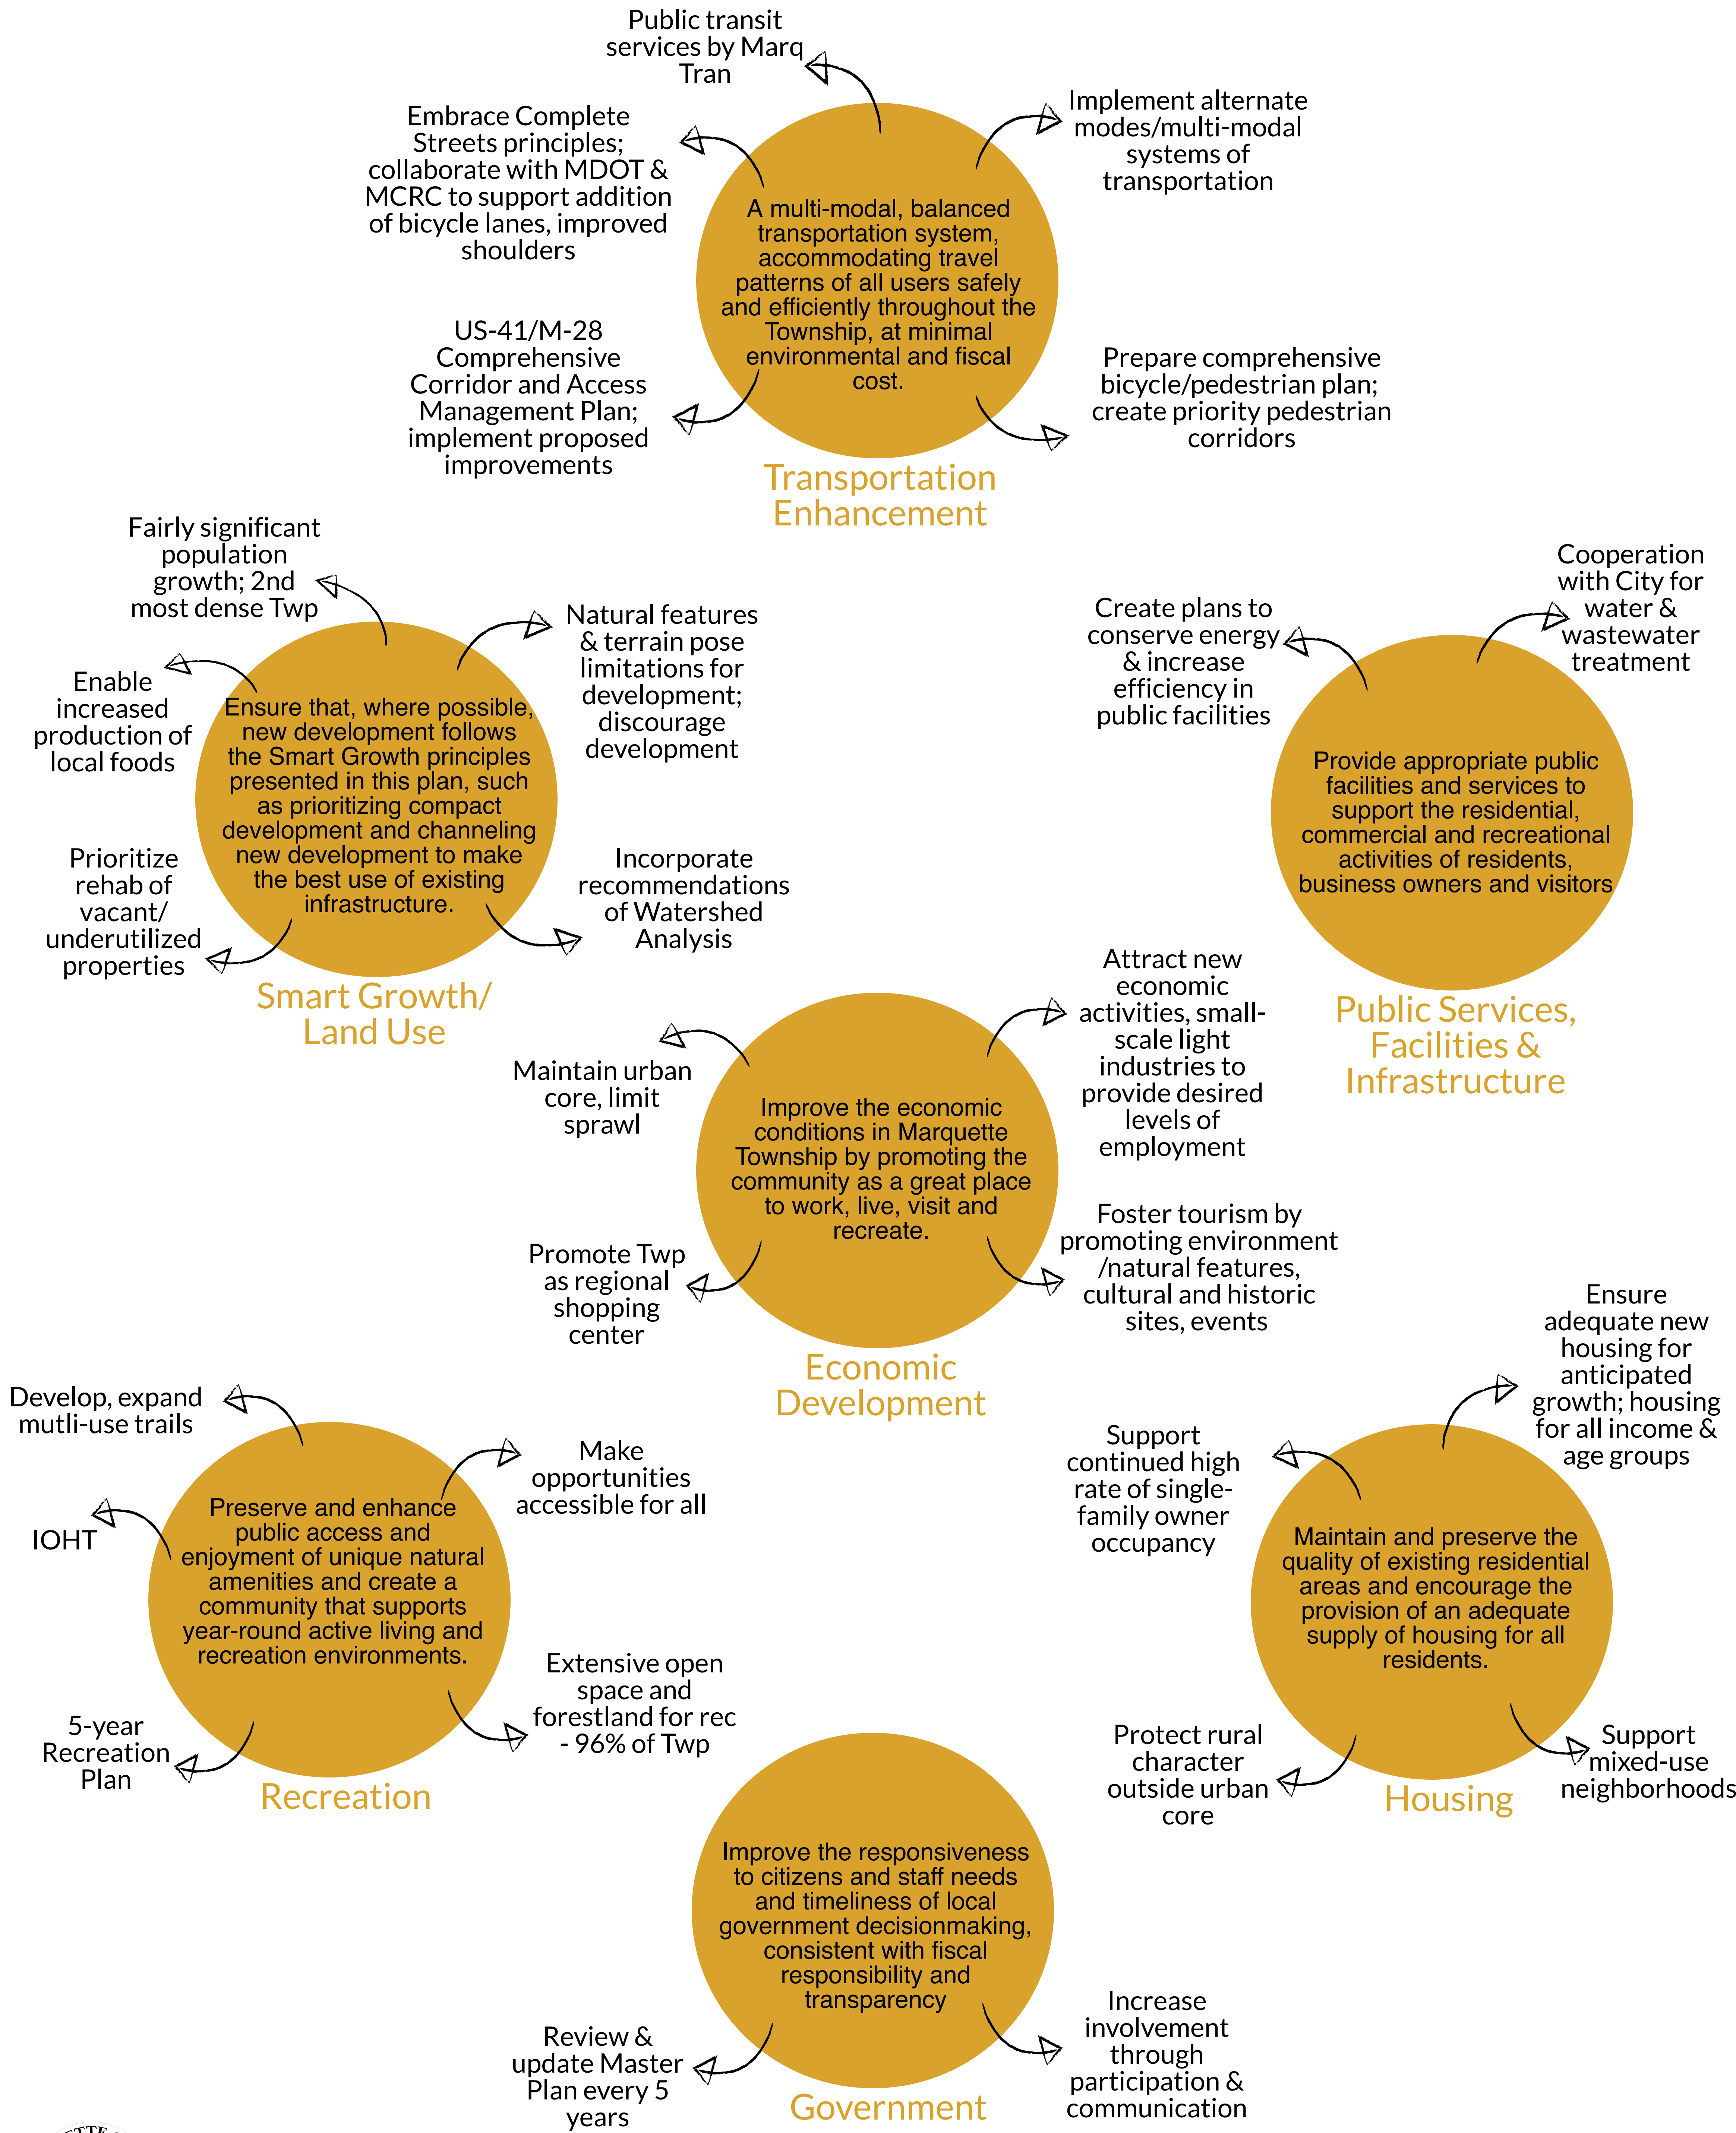 Public transit
services by Marq
Tran
Embrace Complete
Streets principles;
collaborate with MDOT &
MCRC to support addition
of bicycle lanes, improved
shoulders
Implement alternate
modes/multi-modal
systems of
transportation
A multi-modal, balanced
transportation system,
accommodating travel
patterns of all users safely
and efficiently throughout the
Township, at minimal
environmental and fiscal
cost.
US-41/M-28
Comprehensive
Corridor and Access
Management Plan;
implement proposed
improvements
Prepare comprehensive
bicycle/pedestrian plan;
create priority pedestrian
corridors
Transportation
Enhancement
Fairly significant
population
growth; 2nd
most dense Twp
Natural features
& terrain pose
limitations for
development;
discourage
development
Enable
increased
production of
local foods
Ensure that, where possible,
new development follows
the Smart Growth principles
presented in this plan, such
as prioritizing compact
development and channeling
new development to make
the best use of existing
infrastructure.
Prioritize
rehab of
vacant/
underutilized
properties
Incorporate
recommendations
of Watershed
Analysis
Smart Growth/
Land Use
Create plans to
conserve energy
& increase
efficiency in
public facilities
Cooperation
with City for
water &
wastewater
treatment
Provide appropriate public
facilities and services to
support the residential,
commercial and recreational
activities of residents,
business owners and visitors
Public Services,
Facilities &
Infrastructure
Maintain urban
core, limit
sprawl
Attract new
economic
activities, small-
scale light
industries to
provide desired
levels of
employment
Improve the economic
conditions in Marquette
Township by promoting the
community as a great place
to work, live, visit and
recreate.
Promote Twp
as regional
shopping
center
Foster tourism by
promoting environment
/natural features,
cultural and historic
sites, events
Economic
Development
Develop, expand
mutli-use trails
Make
opportunities
accessible for all
IOHT
Preserve and enhance
public access and
enjoyment of unique natural
amenities and create a
community that supports
year-round active living and
recreation environments.
5-year
Recreation
Plan
Extensive open
space and
forestland for rec
- 96% of Twp
Recreation
Support
continued high
rate of single-
family owner
occupancy
Ensure
adequate new
housing for
anticipated
growth; housing
for all income &
age groups
Maintain and preserve the
quality of existing residential
areas and encourage the
provision of an adequate
supply of housing for all
residents.
Protect rural
character
outside urban
core
Support
mixed-use
neighborhoods
Housing
Improve the responsiveness
to citizens and staff needs
and timeliness of local
government decisionmaking,
consistent with fiscal
responsibility and
transparency
Review &
update Master
Plan every 5
years
Increase
involvement
through
participation &
communication
Government